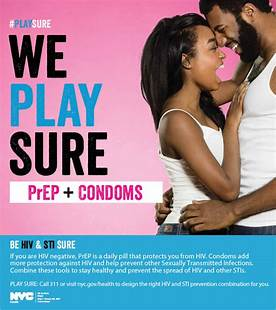 #PLAYSURE
WE
PLAY
SURE
PrEP + CONDOMS
BE HIV & STI SURE
If you are HIV negative, PrEP is a daily pill that protects you from HIV. Condoms add
more protection against HIV and help prevent other Sexually Transmitted Infections.
Combine these tools to stay healthy and prevent the spread of HIV and other STIs.
PLAY SURE: Call 311 or visit nyc.gov/health to design the right HIV and STI prevention combination for you.
NYC